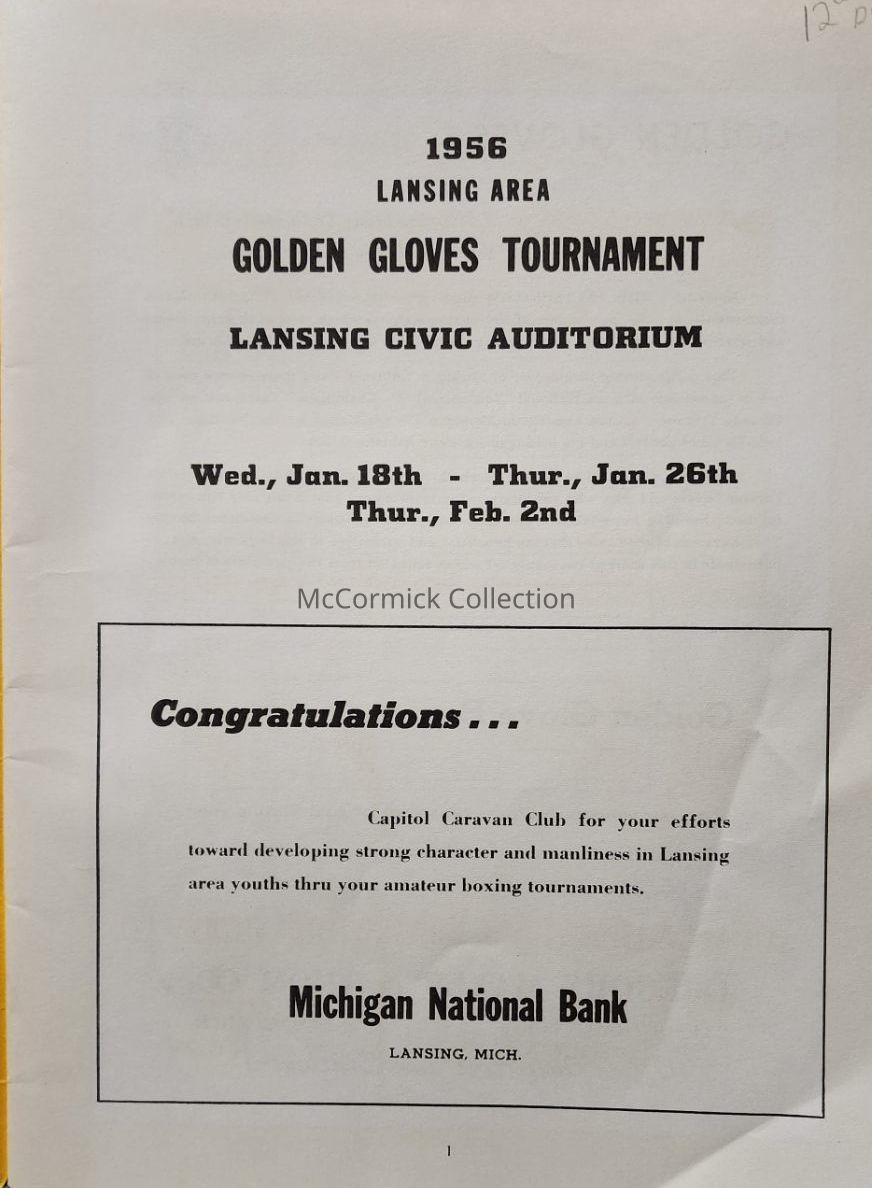 12
1956
LANSING AREA
GOLDEN GLOVES TOURNAMENT
LANSING CIVIC AUDITORIUM
Wed., Jan. 18th - Thur., Jan. 26th
Thur., Feb. 2nd
McCormick Collection
Congratulations...
Capitol Caravan Club for your efforts
toward developing strong character and manliness in Lansing
area youths thru your amateur boxing tournaments.
Michigan National Bank
LANSING, MICH.
1